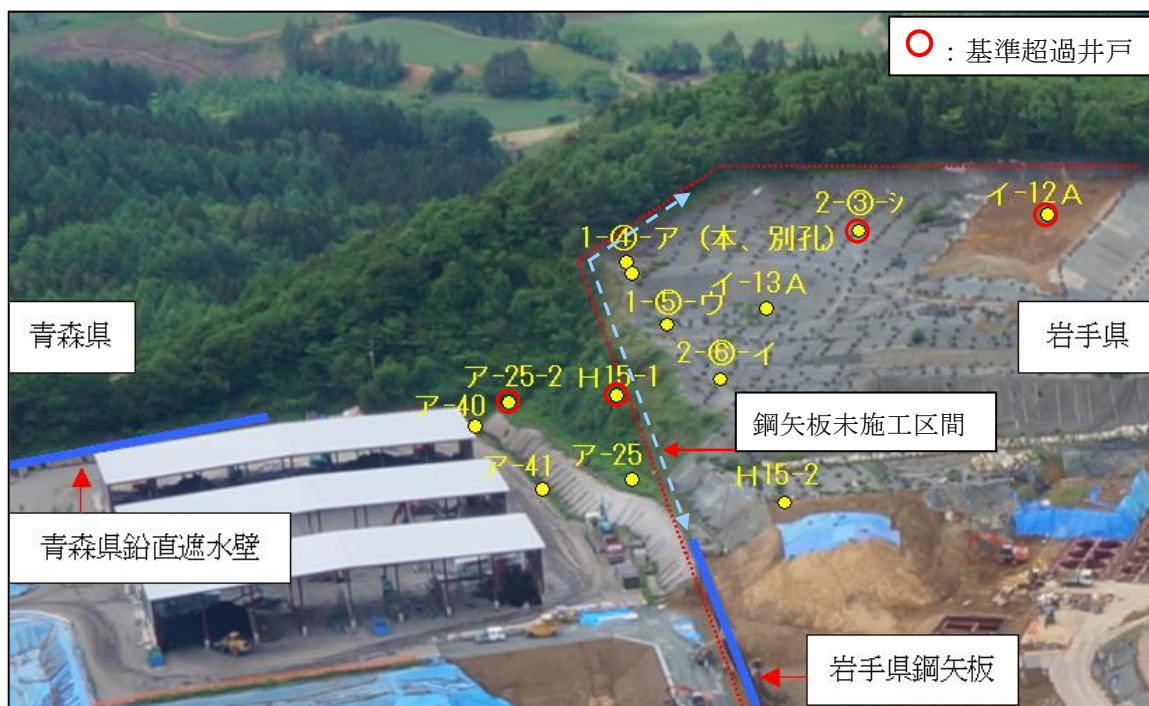 ○：基準超過井戸
イ-12A
2-③-シ
1-④-ア（本、別孔）
イ-13A
1-⑤-ウ
青森県
岩手県
2-⑥-イ
ア-25-2
H15-1
ア-40
鋼矢板未施工区間
ア-41
ア-25
H15-2
青森県鉛直遮水壁
岩手県鋼矢板